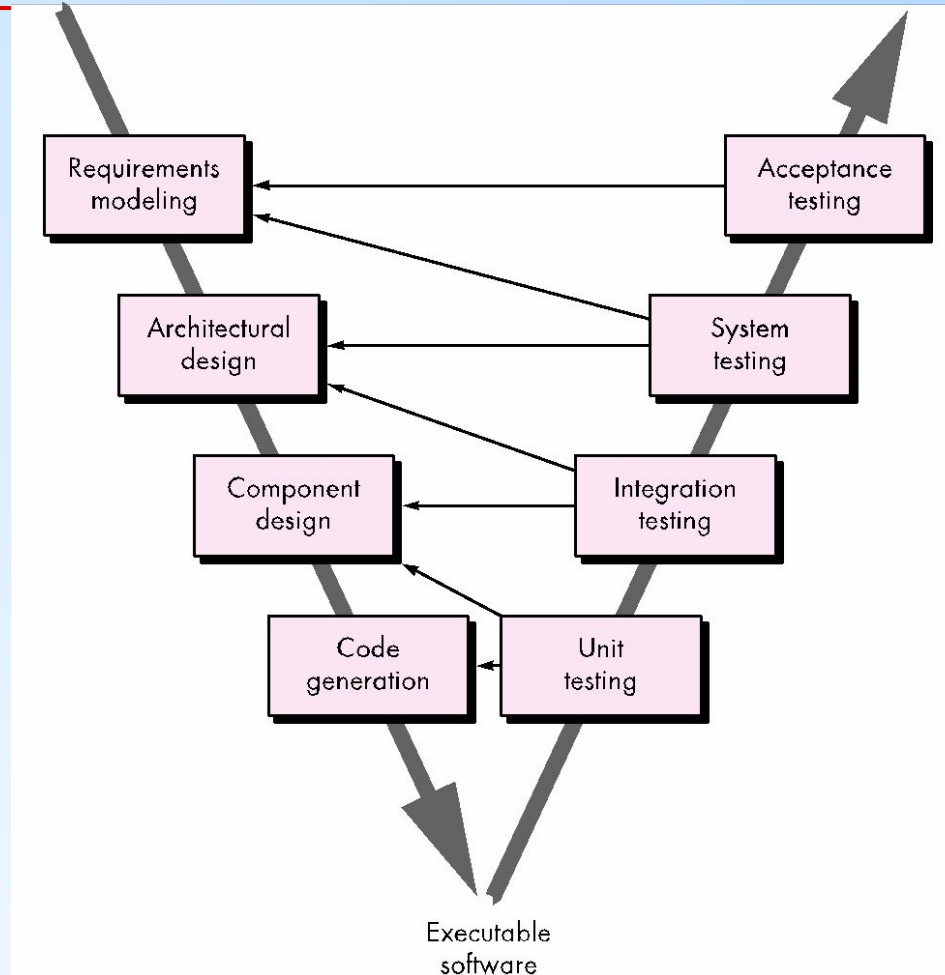 Requirements
modeling
Acceptance
testing
Architectural
design
System
testing
Component
design
Integration
testing
Code
generation
Unit
testing
Executable
software